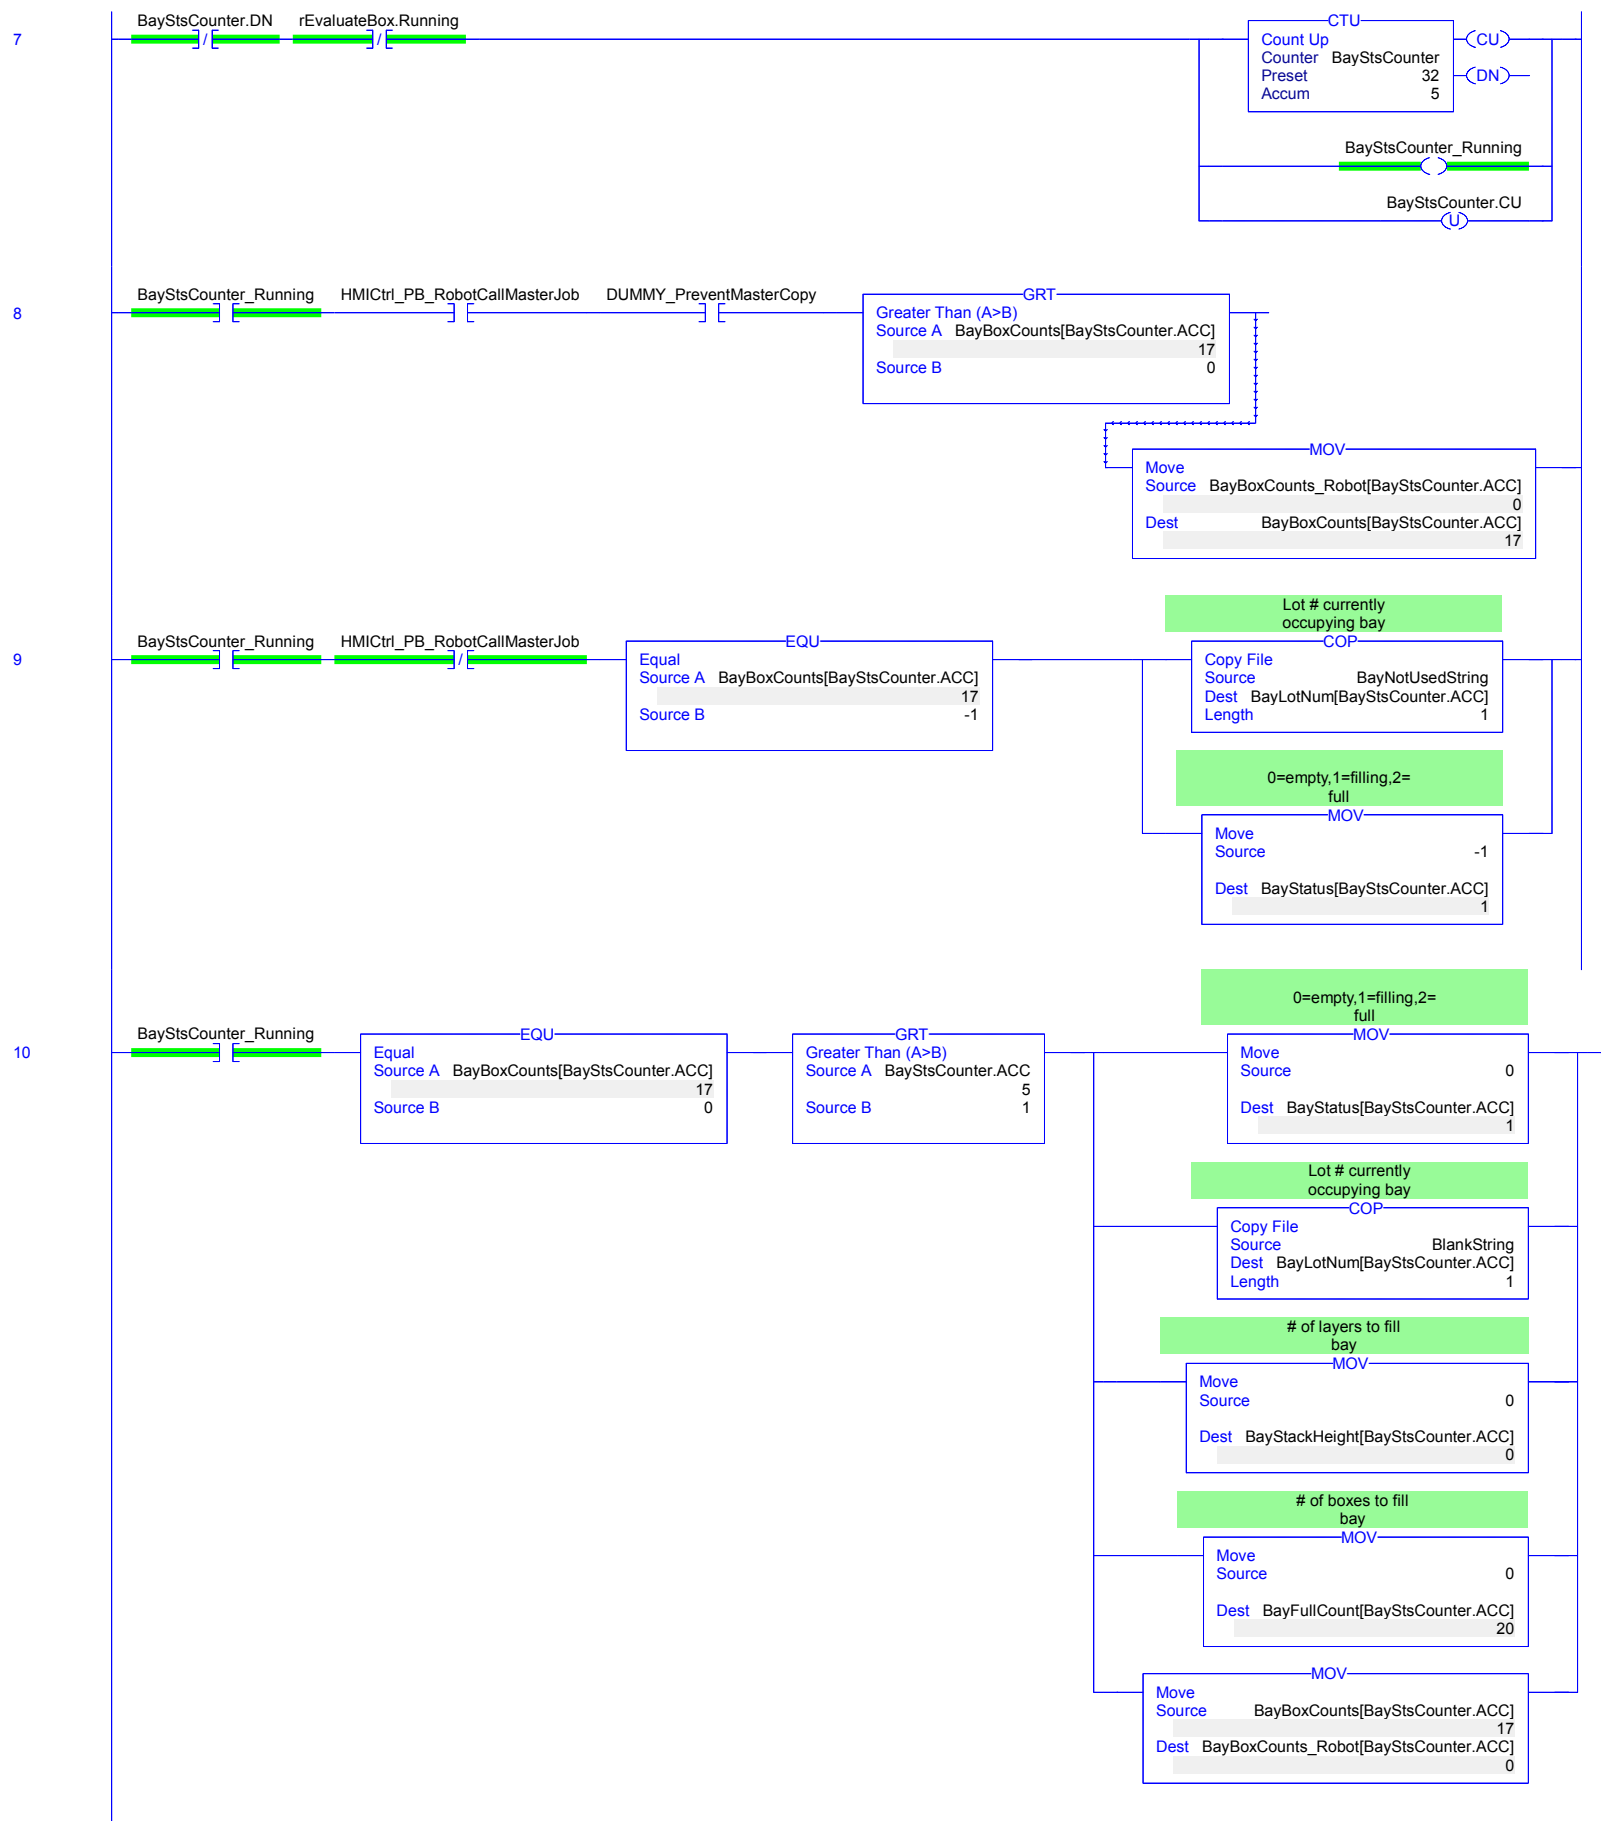 BayStsCounter.DN rEvaluateBox.Running
7
CTU
Count Up
Counter BayStsCounter
Preset 32
Accum 5
CU
DN
BayStsCounter_Running
BayStsCounter.CU
U
BayStsCounter_Running HMICtrl_PB_RobotCallMasterJob DUMMY_PreventMasterCopy
8
GRT
Greater Than (A>B)
Source A BayBoxCounts[BayStsCounter.ACC]
17
Source B 0
MOV
Move
Source BayBoxCounts_Robot[BayStsCounter.ACC]
0
Dest BayBoxCounts[BayStsCounter.ACC]
17
BayStsCounter_Running HMICtrl_PB_RobotCallMasterJob
9
EQU
Equal
Source A BayBoxCounts[BayStsCounter.ACC]
17
Source B -1
Lot # currently
occupying bay
COP
Copy File
Source BayNotUsedString
Dest BayLotNum[BayStsCounter.ACC]
Length 1
0=empty,1=filling,2=
full
MOV
Move
Source -1
Dest BayStatus[BayStsCounter.ACC]
1
BayStsCounter_Running
10
EQU
Equal
Source A BayBoxCounts[BayStsCounter.ACC]
17
Source B 0
GRT
Greater Than (A>B)
Source A BayStsCounter.ACC
5
Source B 1
0=empty,1=filling,2=
full
MOV
Move
Source 0
Dest BayStatus[BayStsCounter.ACC]
1
Lot # currently
occupying bay
COP
Copy File
Source BlankString
Dest BayLotNum[BayStsCounter.ACC]
Length 1
# of layers to fill
bay
MOV
Move
Source 0
Dest BayStackHeight[BayStsCounter.ACC]
0
# of boxes to fill
bay
MOV
Move
Source 0
Dest BayFullCount[BayStsCounter.ACC]
20
MOV
Move
Source BayBoxCounts[BayStsCounter.ACC]
17
Dest BayBoxCounts_Robot[BayStsCounter.ACC]
0